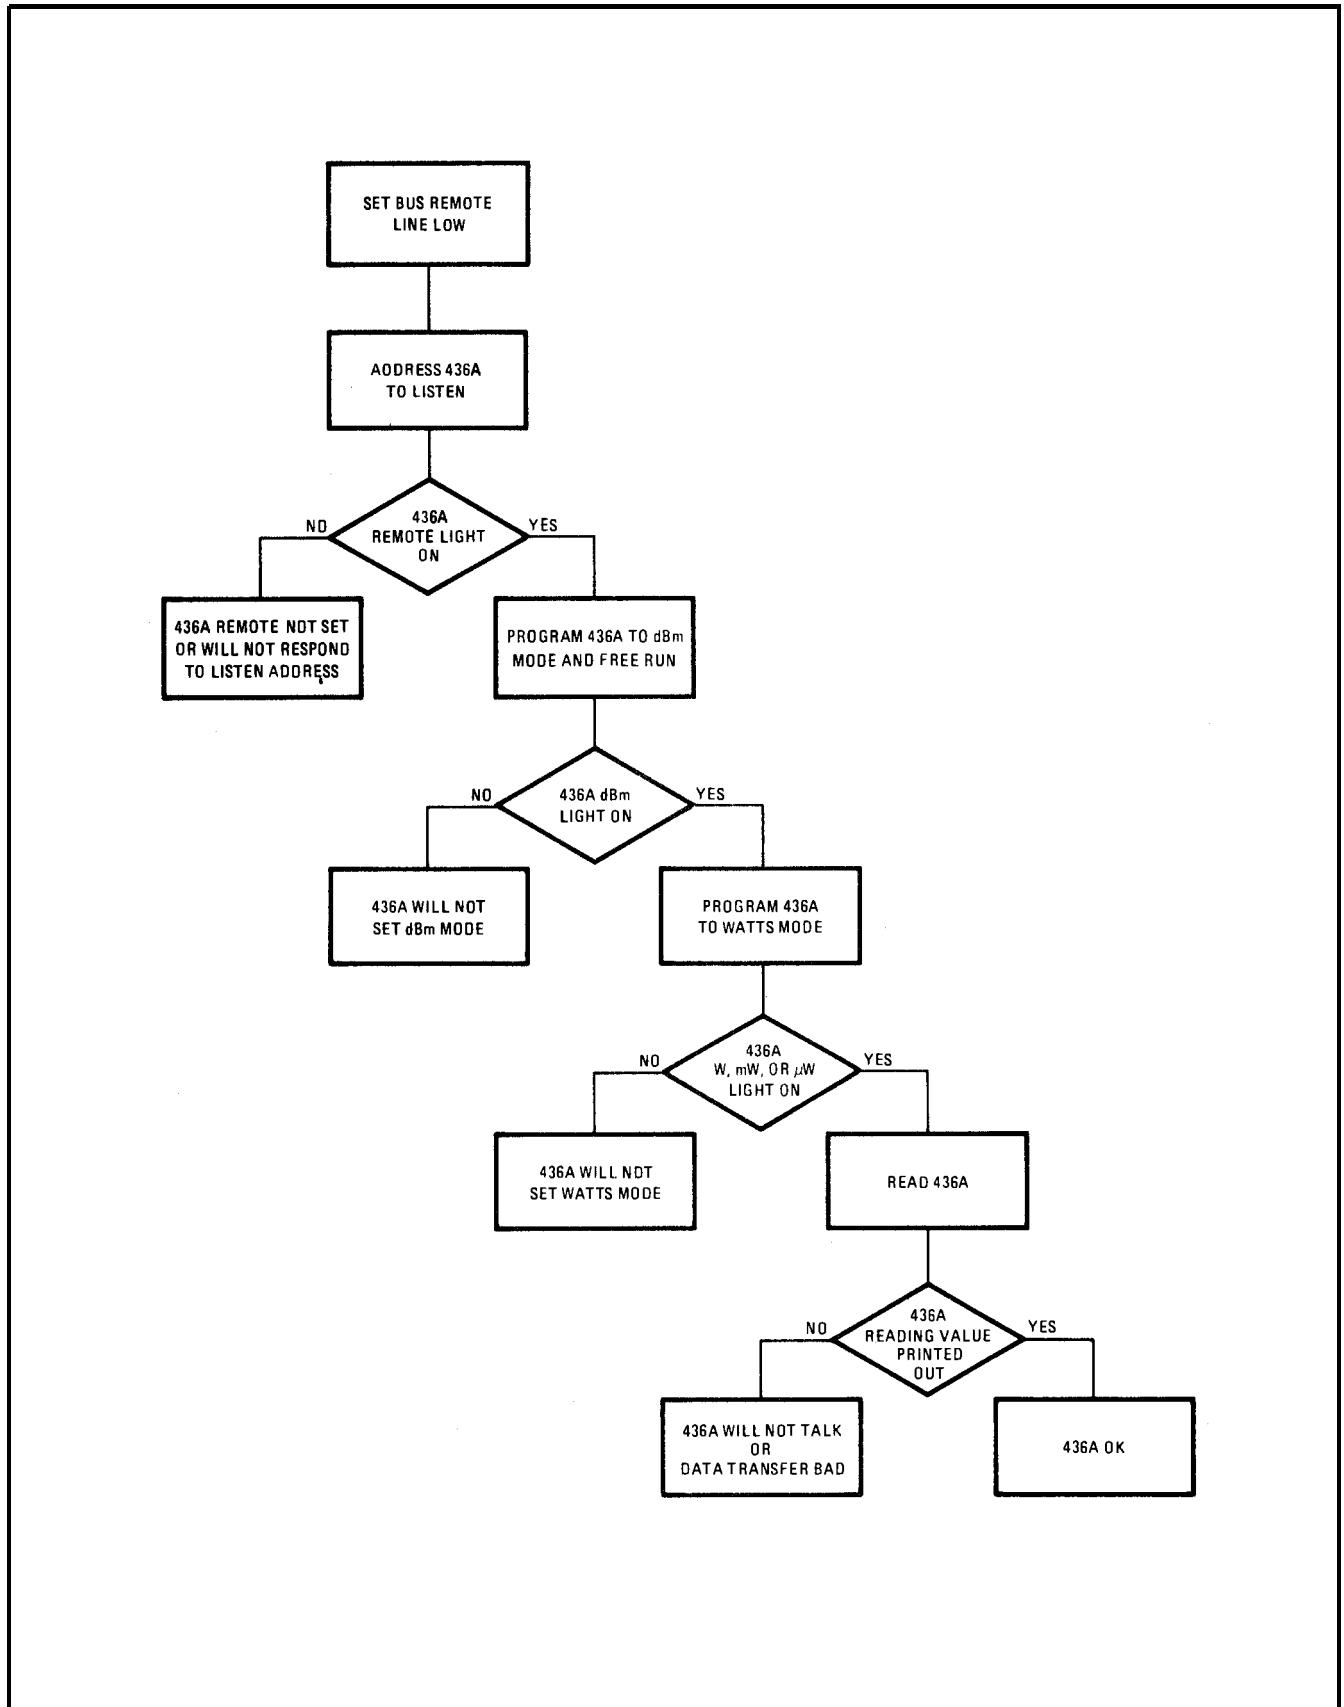 SET BUS REMOTE
LINE LOW
ADDRESS 436A
TO LISTEN
436A
REMOTE LIGHT
ON
NO
YES
436A REMOTE NOT SET
OR WILL NOT RESPOND
TO LISTEN ADDRESS
PROGRAM 436A TO dBm
MODE AND FREE RUN
436A dBm
LIGHT ON
NO
YES
436A WILL NOT
SET dBm MODE
PROGRAM 436A
TO WATTS MODE
436A
W, mW, OR μW
LIGHT ON
NO
YES
436A WILL NOT
SET WATTS MODE
READ 436A
436A
READING VALUE
PRINTED
OUT
NO
YES
436A WILL NOT TALK
OR
DATA TRANSFER BAD
436A OK